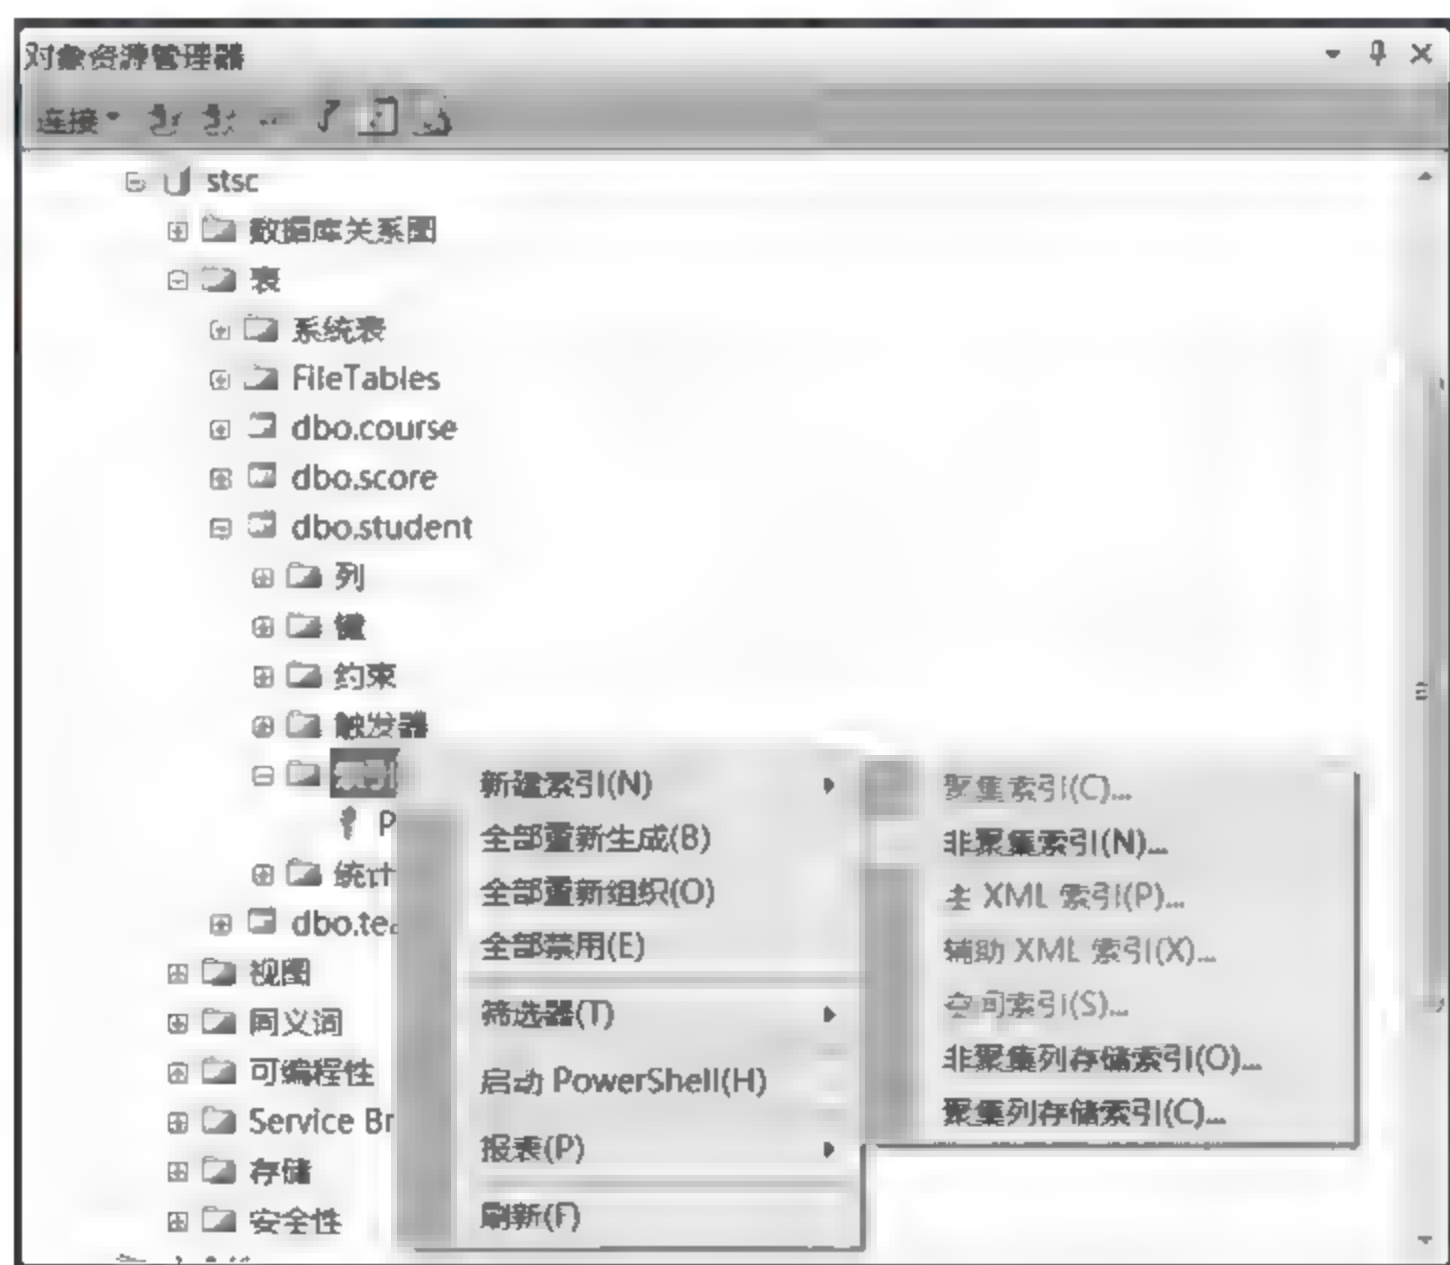 对象资源管理器
连接
stsc
数据库关系图
表
系统表
FileTables
dbo.course
dbo.score
dbo.student
列
键
约束
触发器
索引
P
统计
dbo.tea
视图
同义词
可编程性
Service Br
存储
安全性
新建索引(N)
全部重新生成(B)
全部重新组织(O)
全部禁用(E)
筛选器(T)
启动 PowerShell(H)
报表(P)
刷新(F)
聚集索引(C)...
非聚集索引(N)...
主 XML 索引(P)...
辅助 XML 索引(X)...
空间索引(S)...
非聚集列存储索引(O)...
聚集列存储索引(C)...